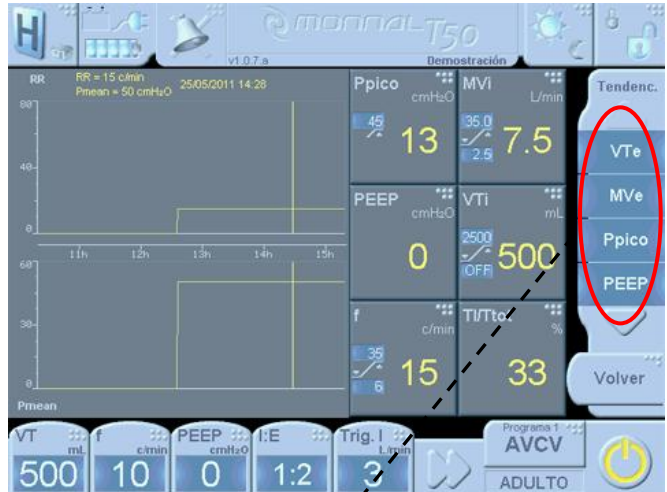 H
monnal-T50
v1.0.7.a
Demostración
RR
RR = 15 c/min
Pmean = 50 cmH₂O
25/05/2011 14:28
80
40
0
11h 12h 13h 14h 15h
60
30
0
Pmean
Ppico
cmH₂O
45
13
MVi
L/min
35.0
2.5
7.5
PEEP
cmH₂O
0
VTi
mL
2500
OFF
500
f
c/min
35
6
15
TI/Ttot
%
33
Tendenc.
VTe
MVe
Ppico
PEEP
Volver
VT
mL
500
f
c/min
10
PEEP
cmH₂O
0
I:E
1:2
Trig. I
L/min
3
Programa 1
AVCV
ADULTO